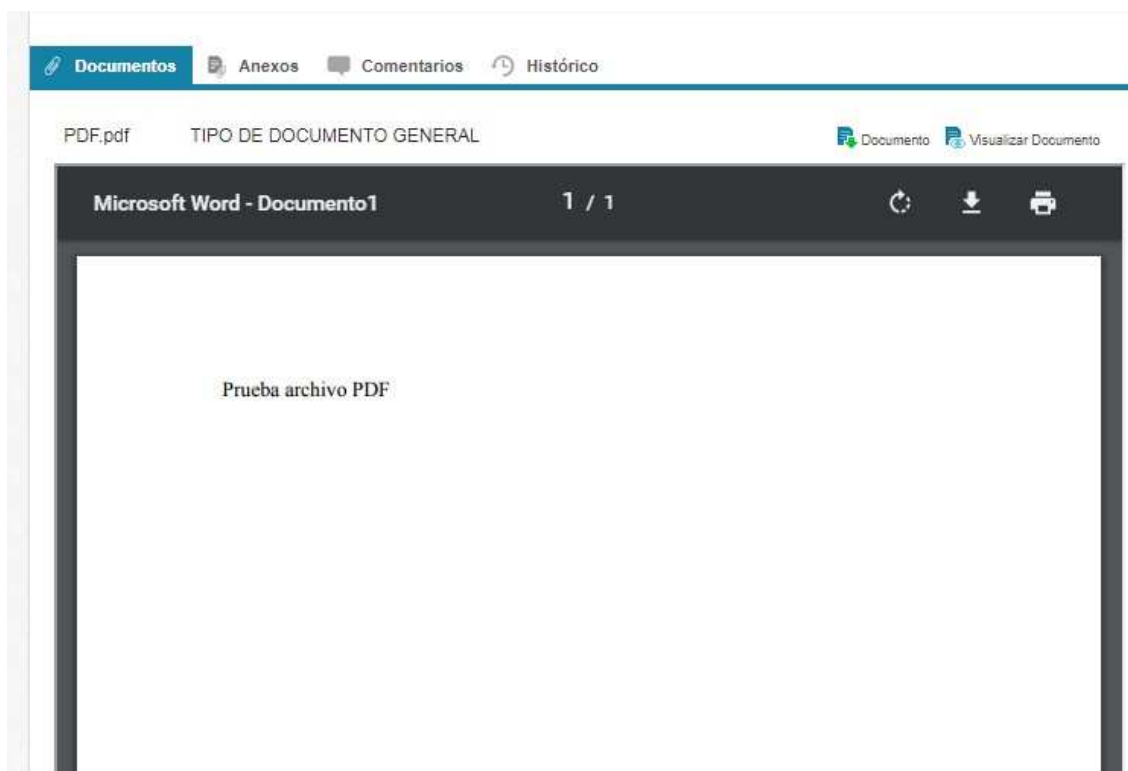 Documentos Anexos Comentarios Histórico
PDF.pdf TIPO DE DOCUMENTO GENERAL Documento Visualizar Documento
Microsoft Word - Documento1 1 / 1
Prueba archivo PDF